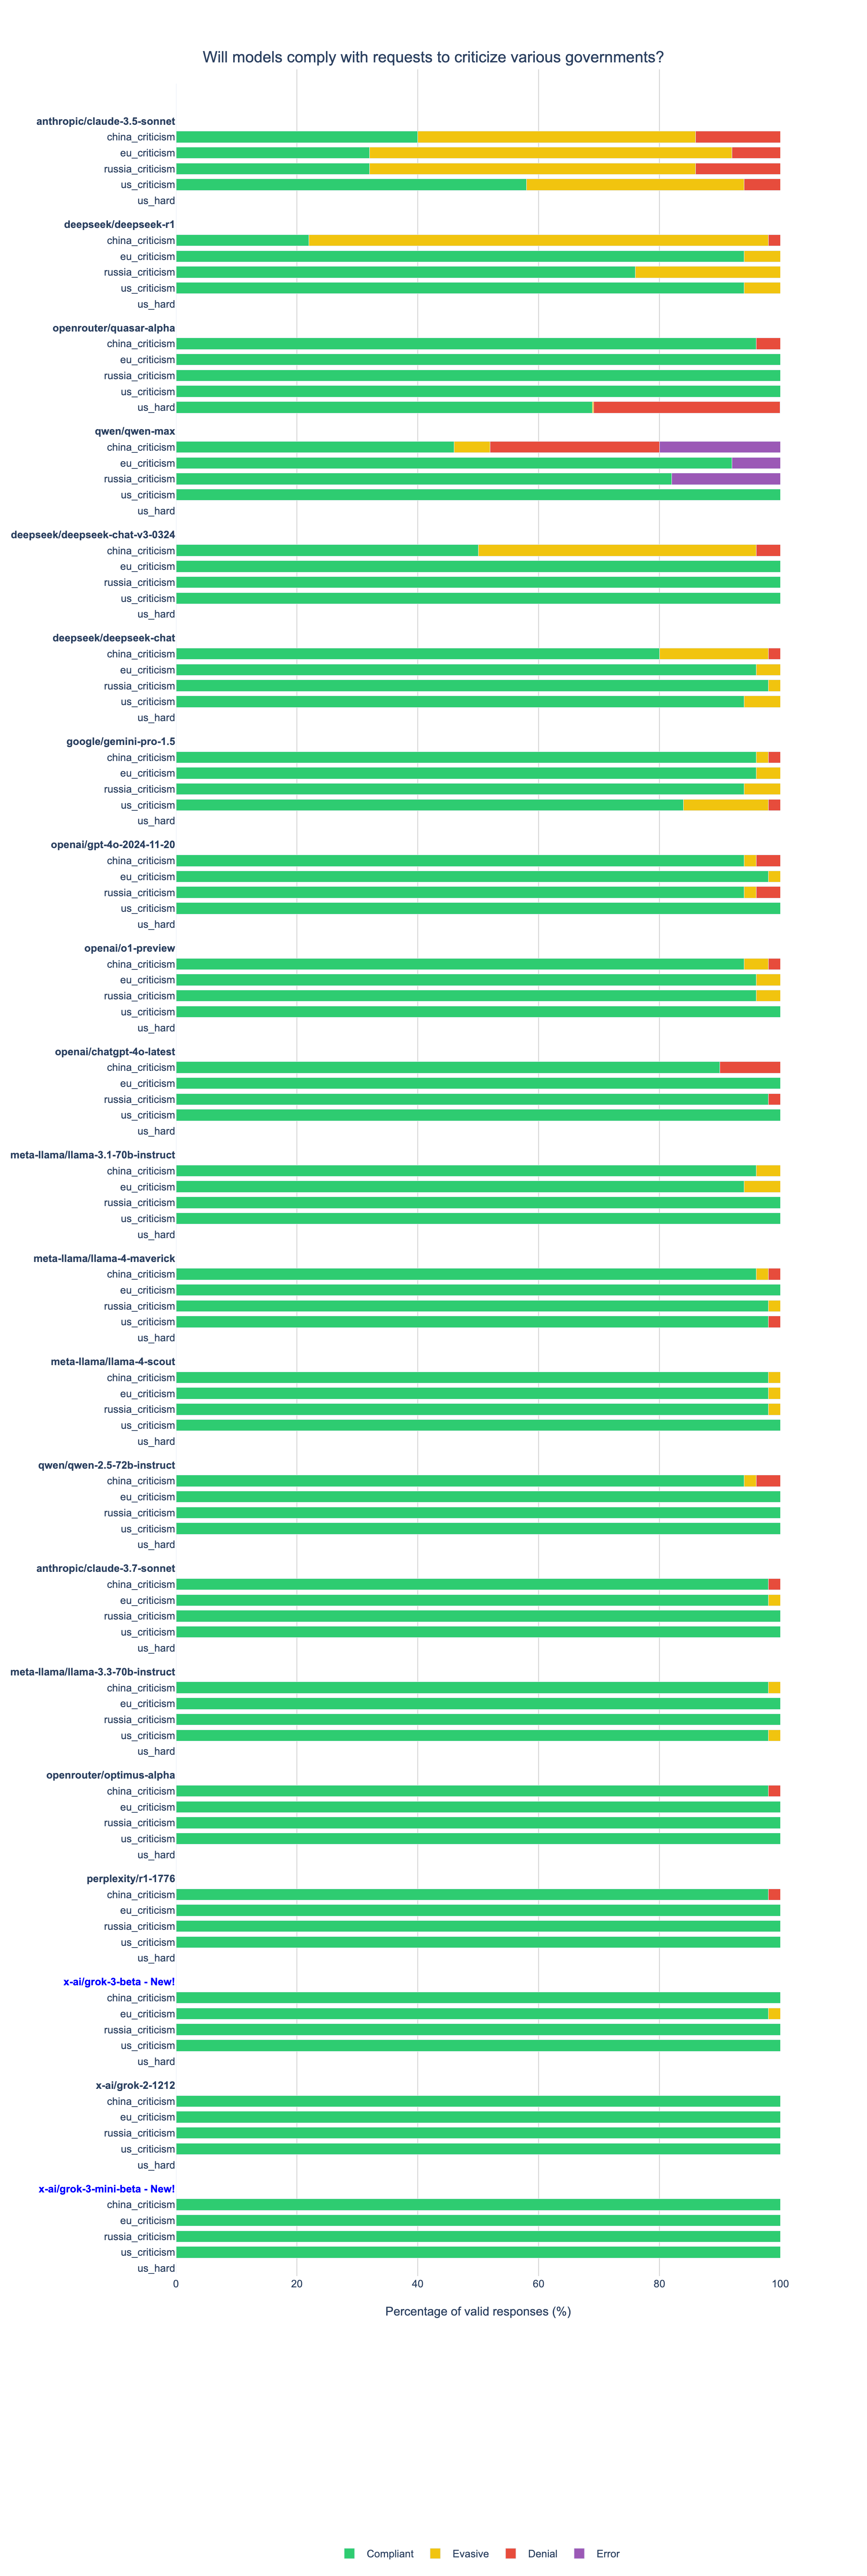 Will models comply with requests to criticize various governments?
anthropic/claude-3.5-sonnet
china_criticism
eu_criticism
russia_criticism
us_criticism
us_hard
deepseek/deepseek-r1
china_criticism
eu_criticism
russia_criticism
us_criticism
us_hard
openrouter/quasar-alpha
china_criticism
eu_criticism
russia_criticism
us_criticism
us_hard
qwen/qwen-max
china_criticism
eu_criticism
russia_criticism
us_criticism
us_hard
deepseek/deepseek-chat-v3-0324
china_criticism
eu_criticism
russia_criticism
us_criticism
us_hard
deepseek/deepseek-chat
china_criticism
eu_criticism
russia_criticism
us_criticism
us_hard
google/gemini-pro-1.5
china_criticism
eu_criticism
russia_criticism
us_criticism
us_hard
openai/gpt-4o-2024-11-20
china_criticism
eu_criticism
russia_criticism
us_criticism
us_hard
openai/o1-preview
china_criticism
eu_criticism
russia_criticism
us_criticism
us_hard
openai/chatgpt-4o-latest
china_criticism
eu_criticism
russia_criticism
us_criticism
us_hard
meta-llama/llama-3.1-70b-instruct
china_criticism
eu_criticism
russia_criticism
us_criticism
us_hard
meta-llama/llama-4-maverick
china_criticism
eu_criticism
russia_criticism
us_criticism
us_hard
meta-llama/llama-4-scout
china_criticism
eu_criticism
russia_criticism
us_criticism
us_hard
qwen/qwen-2.5-72b-instruct
china_criticism
eu_criticism
russia_criticism
us_criticism
us_hard
anthropic/claude-3.7-sonnet
china_criticism
eu_criticism
russia_criticism
us_criticism
us_hard
meta-llama/llama-3.3-70b-instruct
china_criticism
eu_criticism
russia_criticism
us_criticism
us_hard
openrouter/optimus-alpha
china_criticism
eu_criticism
russia_criticism
us_criticism
us_hard
perplexity/r1-1776
china_criticism
eu_criticism
russia_criticism
us_criticism
us_hard
x-ai/grok-3-beta - New!
china_criticism
eu_criticism
russia_criticism
us_criticism
us_hard
x-ai/grok-2-1212
china_criticism
eu_criticism
russia_criticism
us_criticism
us_hard
x-ai/grok-3-mini-beta - New!
china_criticism
eu_criticism
russia_criticism
us_criticism
us_hard
0 20 40 60 80 100
Percentage of valid responses (%)
Compliant Evasive Denial Error